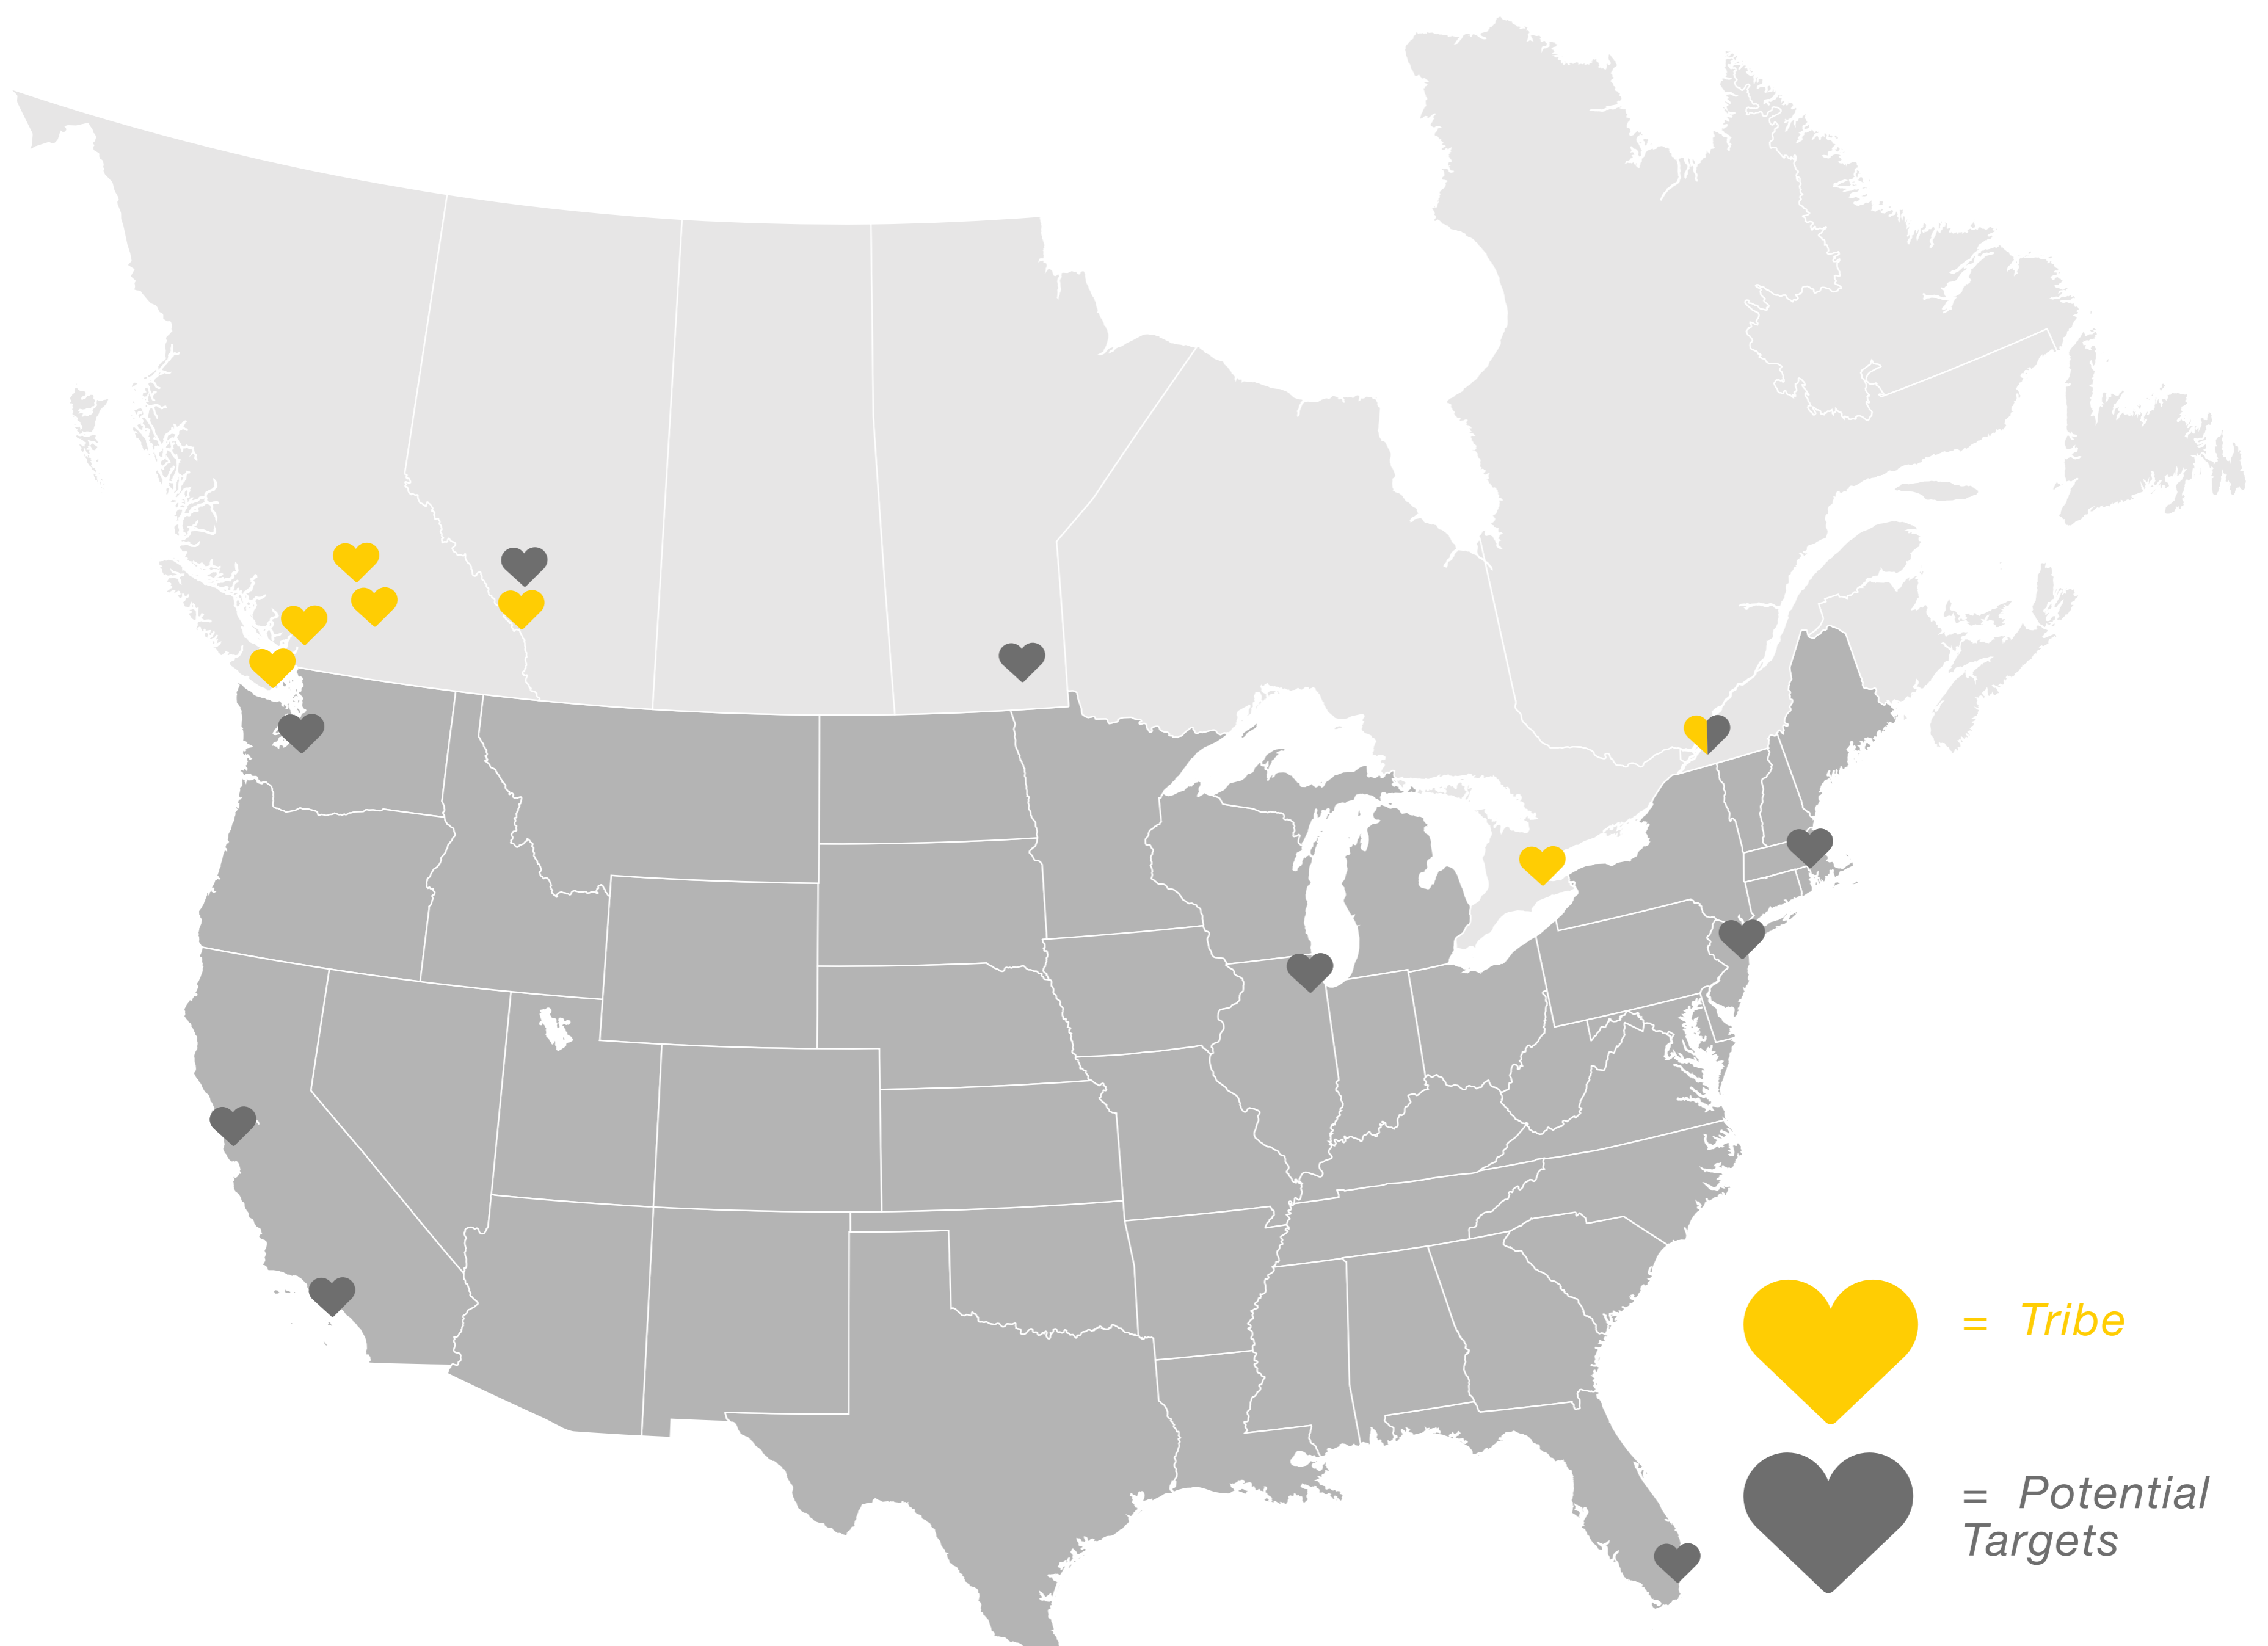 = Tribe
= Potential
Targets